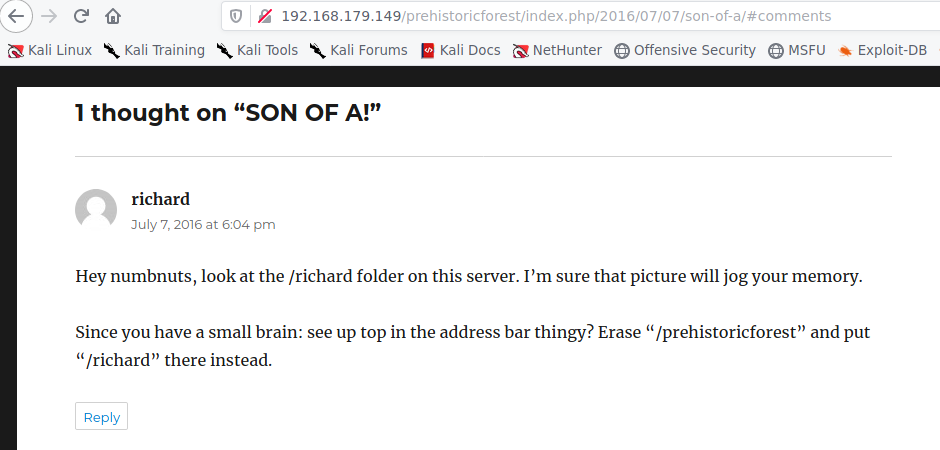 192.168.179.149/prehistoricforest/index.php/2016/07/07/son-of-a/#comments
Kali Linux Kali Training Kali Tools Kali Forums Kali Docs NetHunter Offensive Security MSFU Exploit-DB
1 thought on “SON OF A!”
richard
July 7, 2016 at 6:04 pm
Hey numbnuts, look at the /richard folder on this server. I’m sure that picture will jog your memory.
Since you have a small brain: see up top in the address bar thingy? Erase “/prehistoricforest” and put
“/richard” there instead.
Reply